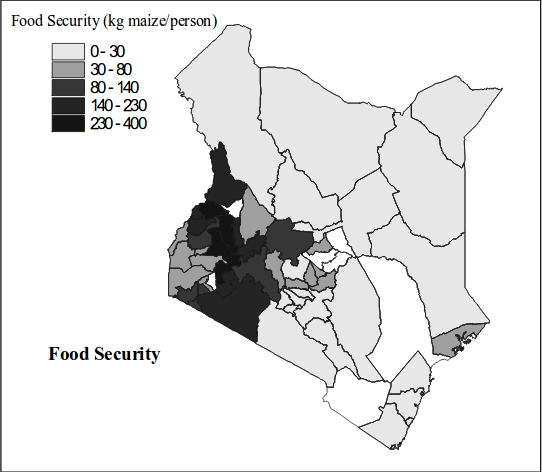 Food Security (kg maize/person)
0 - 30
30 - 80
80 - 140
140 - 230
230 - 400
Food Security